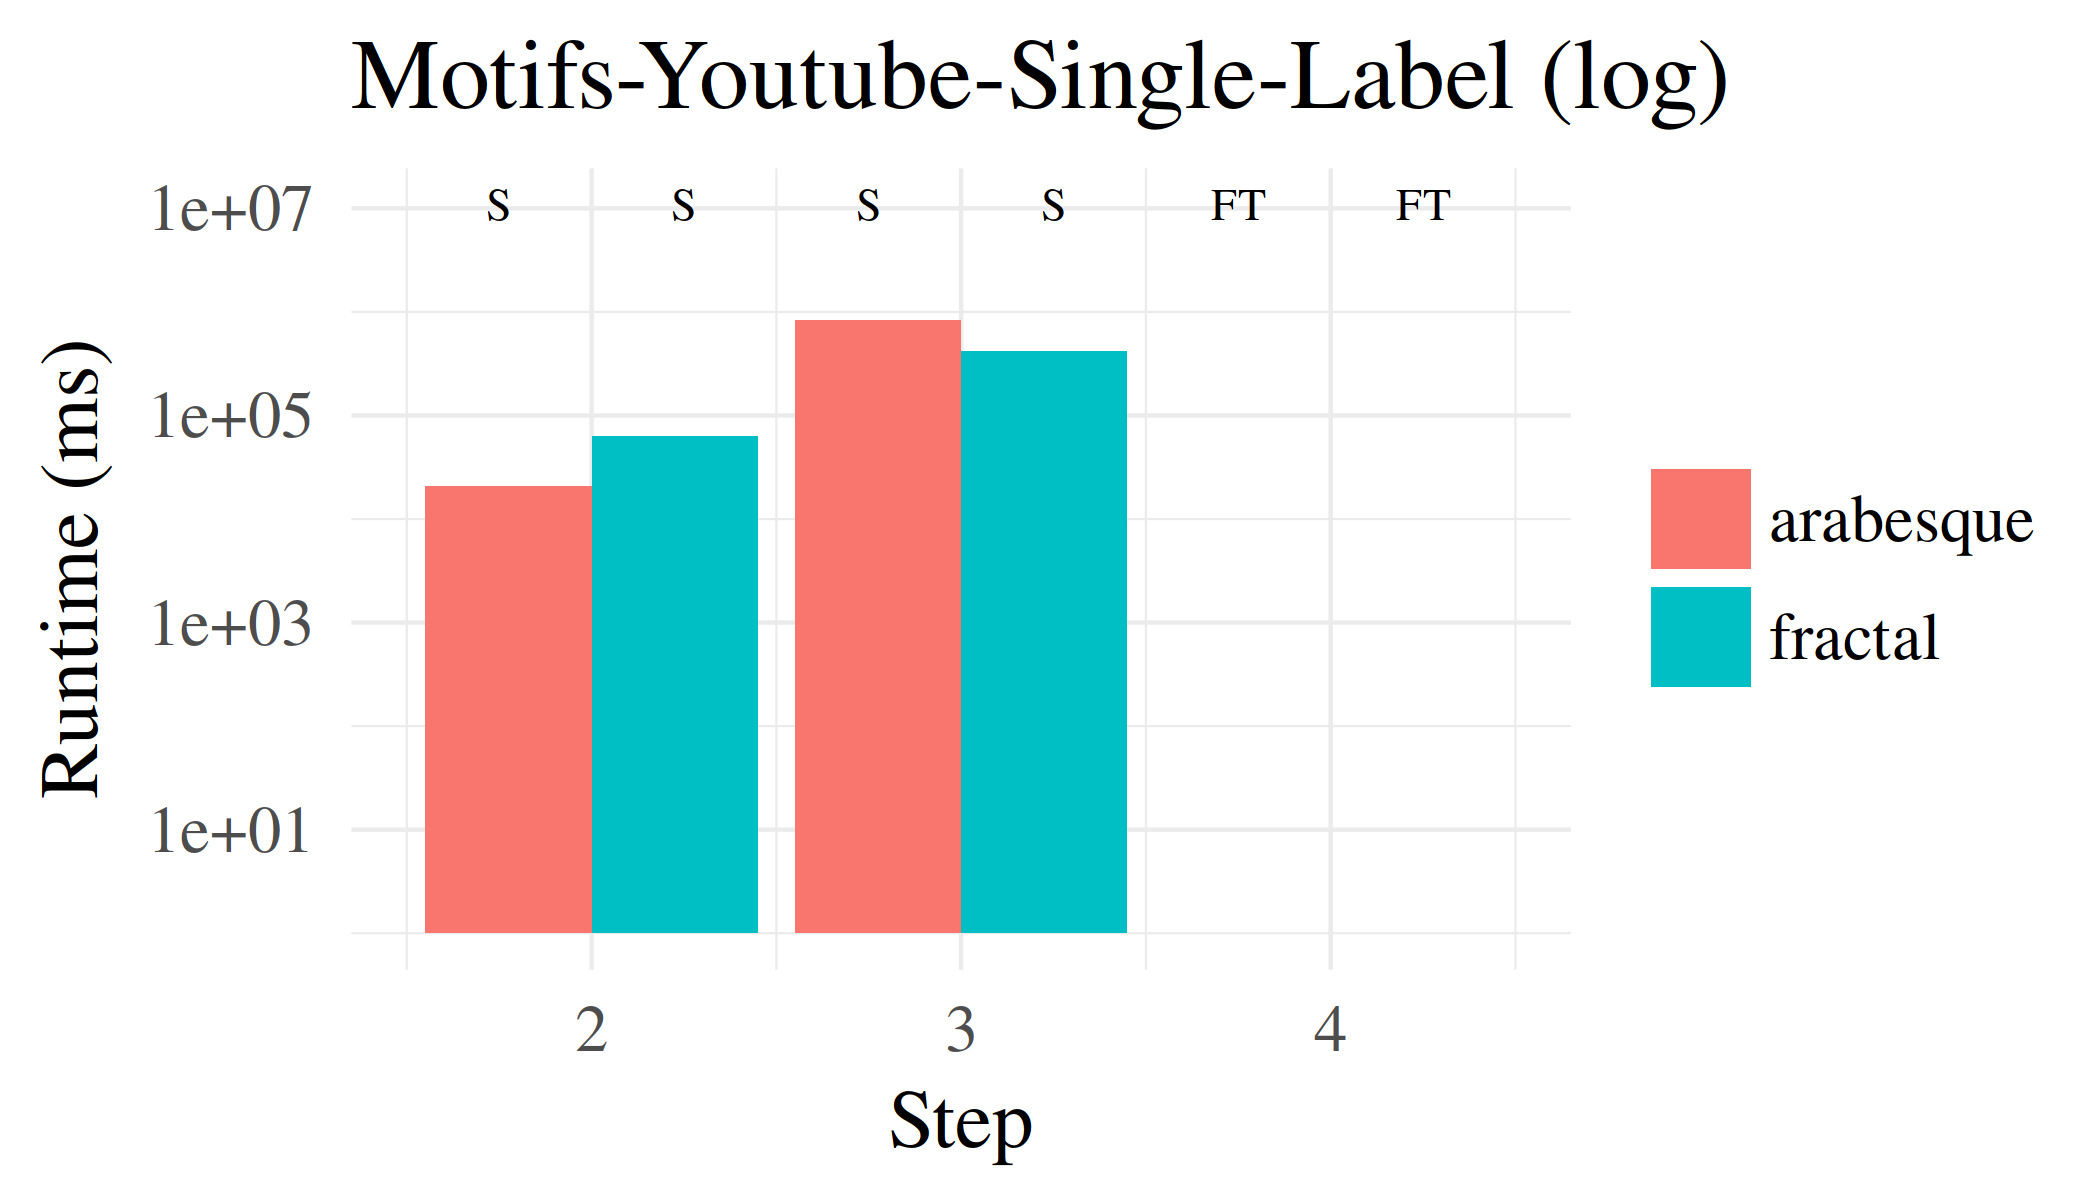 Motifs-Youtube-Single-Label (log)
1e+07
S S S S FT FT
1e+05
1e+03
1e+01
Runtime (ms)
2 3 4
Step
arabesque
fractal